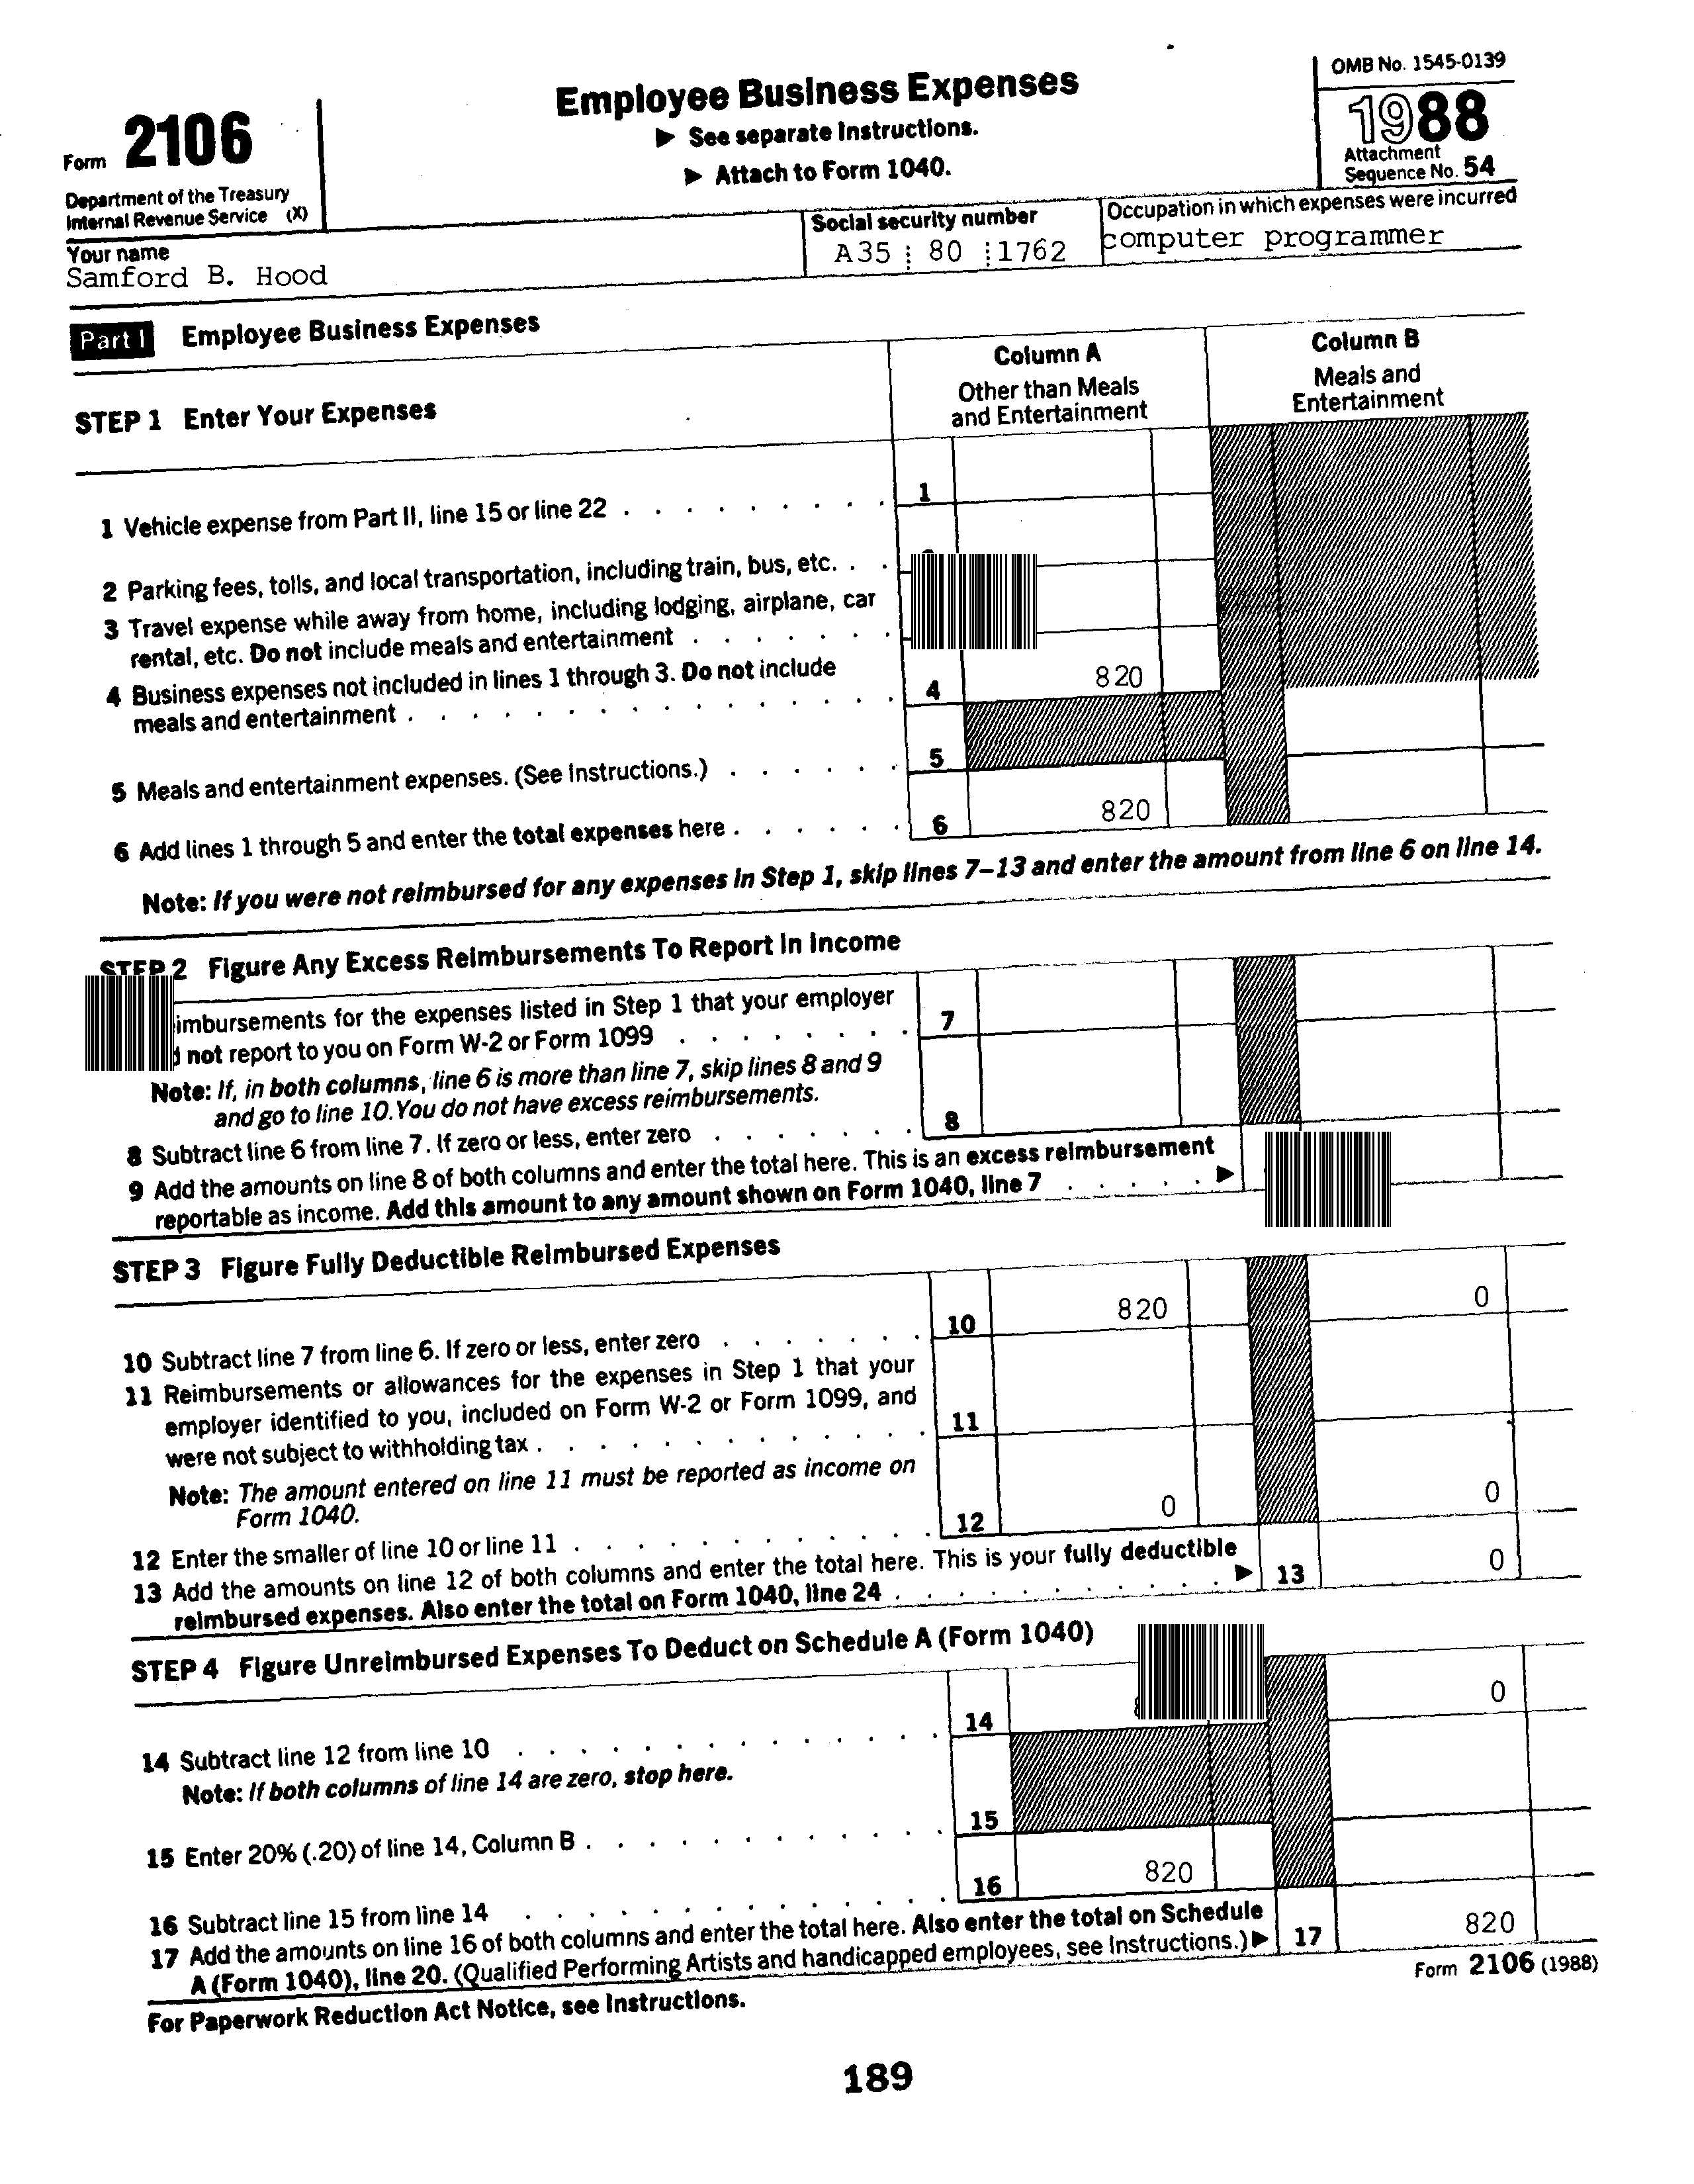 Form 2106
Department of the Treasury
Internal Revenue Service (X)
Employee Business Expenses
▶ See separate Instructions.
▶ Attach to Form 1040.
OMB No. 1545-0139
1988
Attachment
Sequence No. 54
Your name
Samford B. Hood
Social security number
A35 80 1762
Occupation in which expenses were incurred
computer programmer
Part I Employee Business Expenses
STEP 1 Enter Your Expenses
Column A
Other than Meals
and Entertainment
Column B
Meals and
Entertainment
1 Vehicle expense from Part II, line 15 or line 22 . . . . . . . . . 1
2 Parking fees, tolls, and local transportation, including train, bus, etc. . .
3 Travel expense while away from home, including lodging, airplane, car
rental, etc. Do not include meals and entertainment . . . . . . .
4 Business expenses not included in lines 1 through 3. Do not include
meals and entertainment . . . . . . . . . . . . . . . . 4 820
5 Meals and entertainment expenses. (See Instructions.) . . . . . . 5
6 Add lines 1 through 5 and enter the total expenses here . . . . . . 6 820
Note: If you were not reimbursed for any expenses in Step 1, skip lines 7–13 and enter the amount from line 6 on line 14.
STEP 2 Figure Any Excess Reimbursements To Report In Income
for the expenses listed in Step 1 that your employer
not report to you on Form W-2 or Form 1099 . . . . . . . 7
Note: If, in both columns, line 6 is more than line 7, skip lines 8 and 9
and go to line 10. You do not have excess reimbursements.
8 Subtract line 6 from line 7. If zero or less, enter zero . . . . . . . 8
9 Add the amounts on line 8 of both columns and enter the total here. This is an excess reimbursement
reportable as income. Add this amount to any amount shown on Form 1040, line 7 . . . . . ▶
STEP 3 Figure Fully Deductible Reimbursed Expenses
10 Subtract line 7 from line 6. If zero or less, enter zero . . . . . . . 10 820 0
11 Reimbursements or allowances for the expenses in Step 1 that your
employer identified to you, included on Form W-2 or Form 1099, and
were not subject to withholding tax . . . . . . . . . . . . . 11
Note: The amount entered on line 11 must be reported as income on
Form 1040.
12 Enter the smaller of line 10 or line 11 . . . . . . . . . . . . 12 0 0
13 Add the amounts on line 12 of both columns and enter the total here. This is your fully deductible
reimbursed expenses. Also enter the total on Form 1040, line 24 . . . . . . . . . . . ▶ 13 0
STEP 4 Figure Unreimbursed Expenses To Deduct on Schedule A (Form 1040)
14 Subtract line 12 from line 10 . . . . . . . . . . . . . . 14 0
Note: If both columns of line 14 are zero, stop here.
15 Enter 20% (.20) of line 14, Column B . . . . . . . . . . . . 15
16 Subtract line 15 from line 14 . . . . . . . . . . . . . . 16 820
17 Add the amounts on line 16 of both columns and enter the total here. Also enter the total on Schedule
A (Form 1040), line 20. (Qualified Performing Artists and handicapped employees, see Instructions.) ▶ 17 820
For Paperwork Reduction Act Notice, see Instructions.
Form 2106 (1988)
189